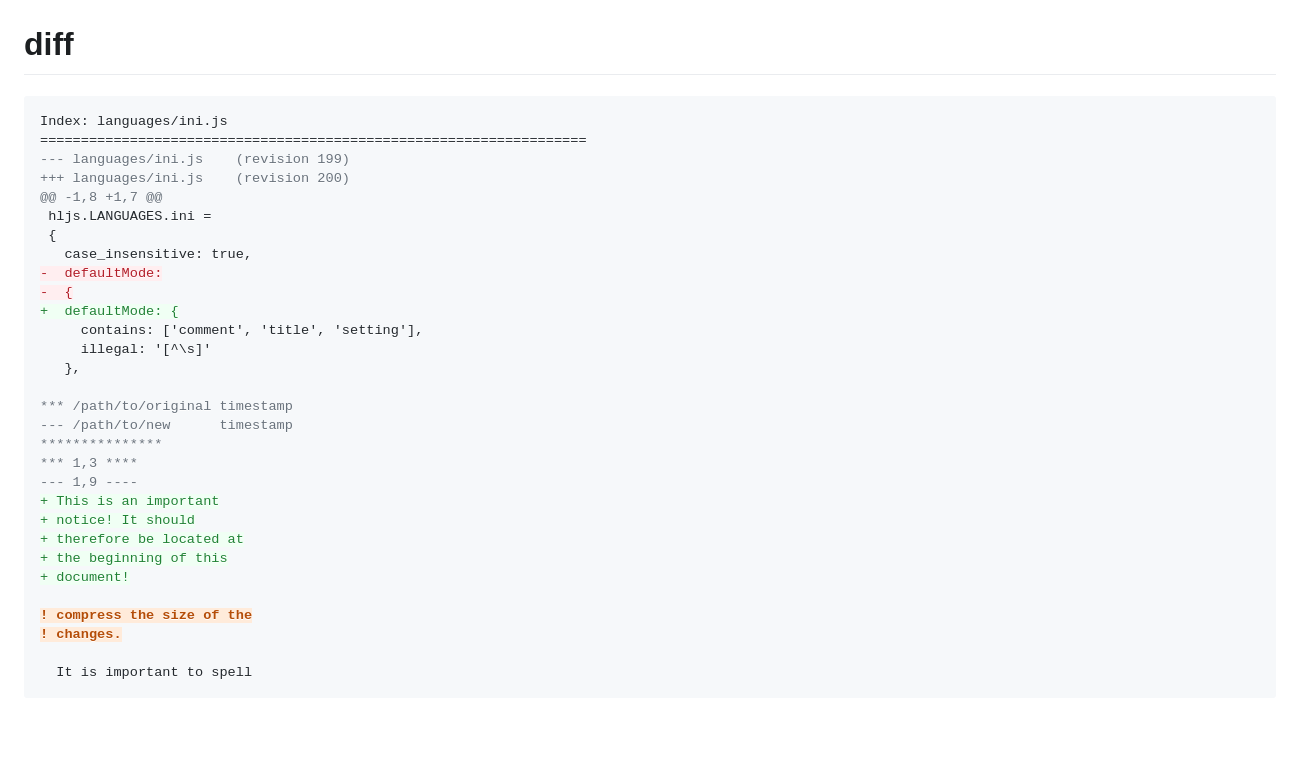 diff
Index: languages/ini.js
===================================================================
--- languages/ini.js    (revision 199)
+++ languages/ini.js    (revision 200)
@@ -1,8 +1,7 @@
 hljs.LANGUAGES.ini =
 {
   case_insensitive: true,
-  defaultMode:
-  {
+  defaultMode: {
     contains: ['comment', 'title', 'setting'],
     illegal: '[^\s]'
   },

*** /path/to/original timestamp
--- /path/to/new      timestamp
***************
*** 1,3 ****
--- 1,9 ----
+ This is an important
+ notice! It should
+ therefore be located at
+ the beginning of this
+ document!

! compress the size of the
! changes.

  It is important to spell